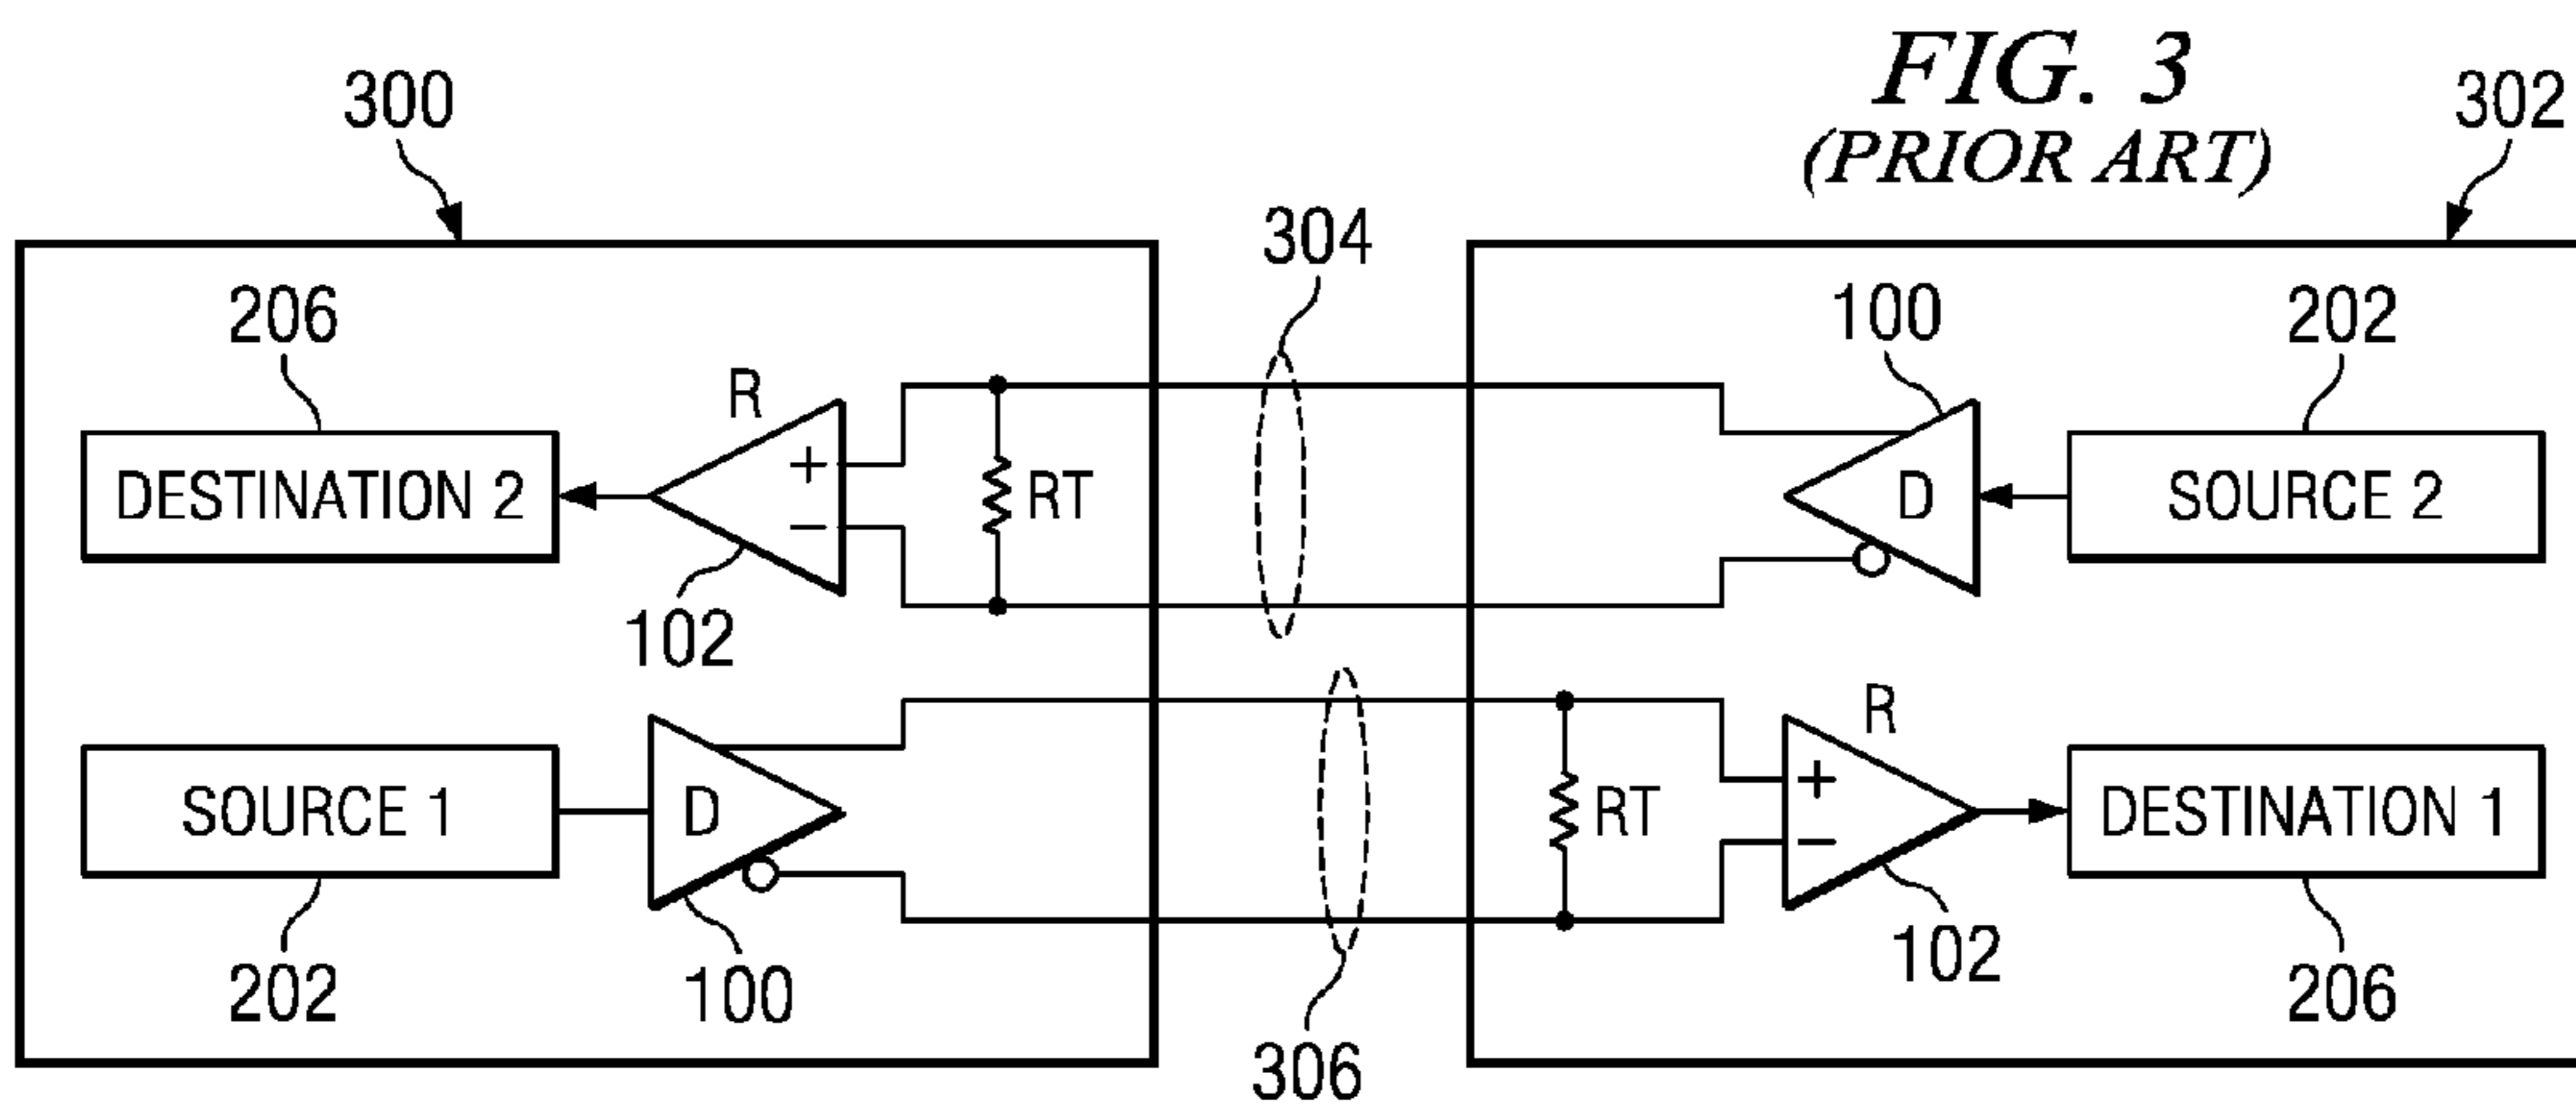 FIG. 3
(PRIOR ART)
300
302
304
206
100
202
R
+
−
DESTINATION 2
RT
D
SOURCE 2
102
R
SOURCE 1
D
RT
+
−
DESTINATION 1
202
100
102
206
306